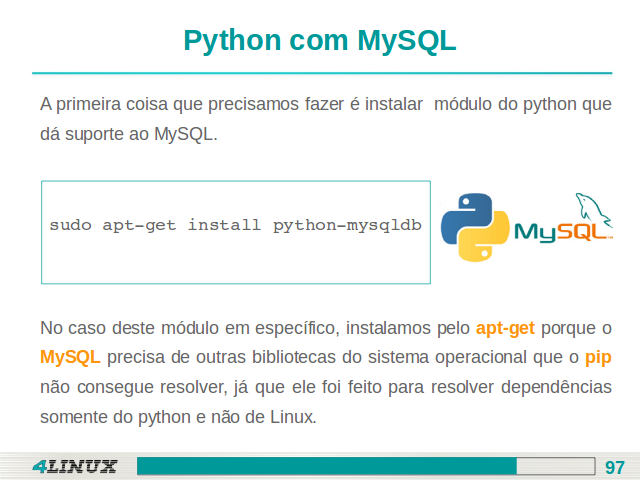 Python com MySQL
A primeira coisa que precisamos fazer é instalar  módulo do python que
dá suporte ao MySQL.
sudo apt-get install python-mysqldb
MySQL
No caso deste módulo em específico, instalamos pelo apt-get porque o
MySQL precisa de outras bibliotecas do sistema operacional que o pip
não consegue resolver, já que ele foi feito para resolver dependências
somente do python e não de Linux.
4LINUX
97